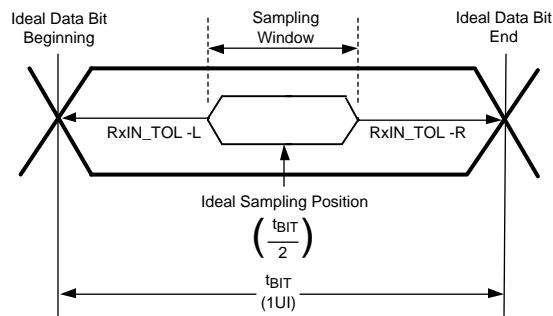 Ideal Data Bit
Beginning
Sampling
Window
Ideal Data Bit
End
RxIN_TOL -L
RxIN_TOL -R
Ideal Sampling Position
(tBIT
2)
tBIT
(1UI)